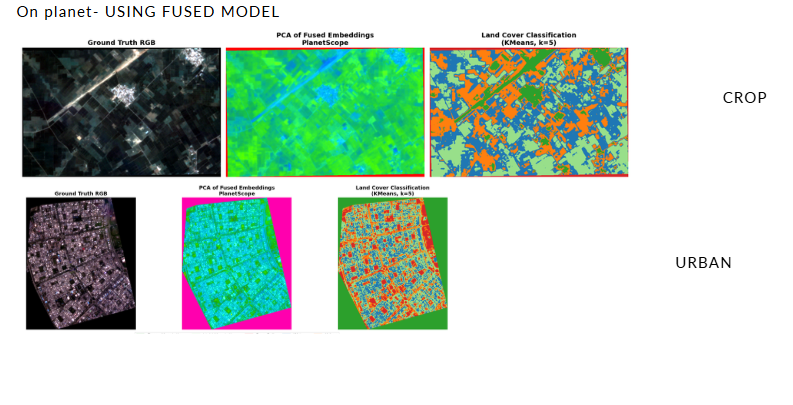 On planet- USING FUSED MODEL
Ground Truth RGB
PCA of Fused Embeddings
PlanetScope
Land Cover Classification
(KMeans, k=5)
CROP
Ground Truth RGB
PCA of Fused Embeddings
PlanetScope
Land Cover Classification
(KMeans, k=5)
URBAN